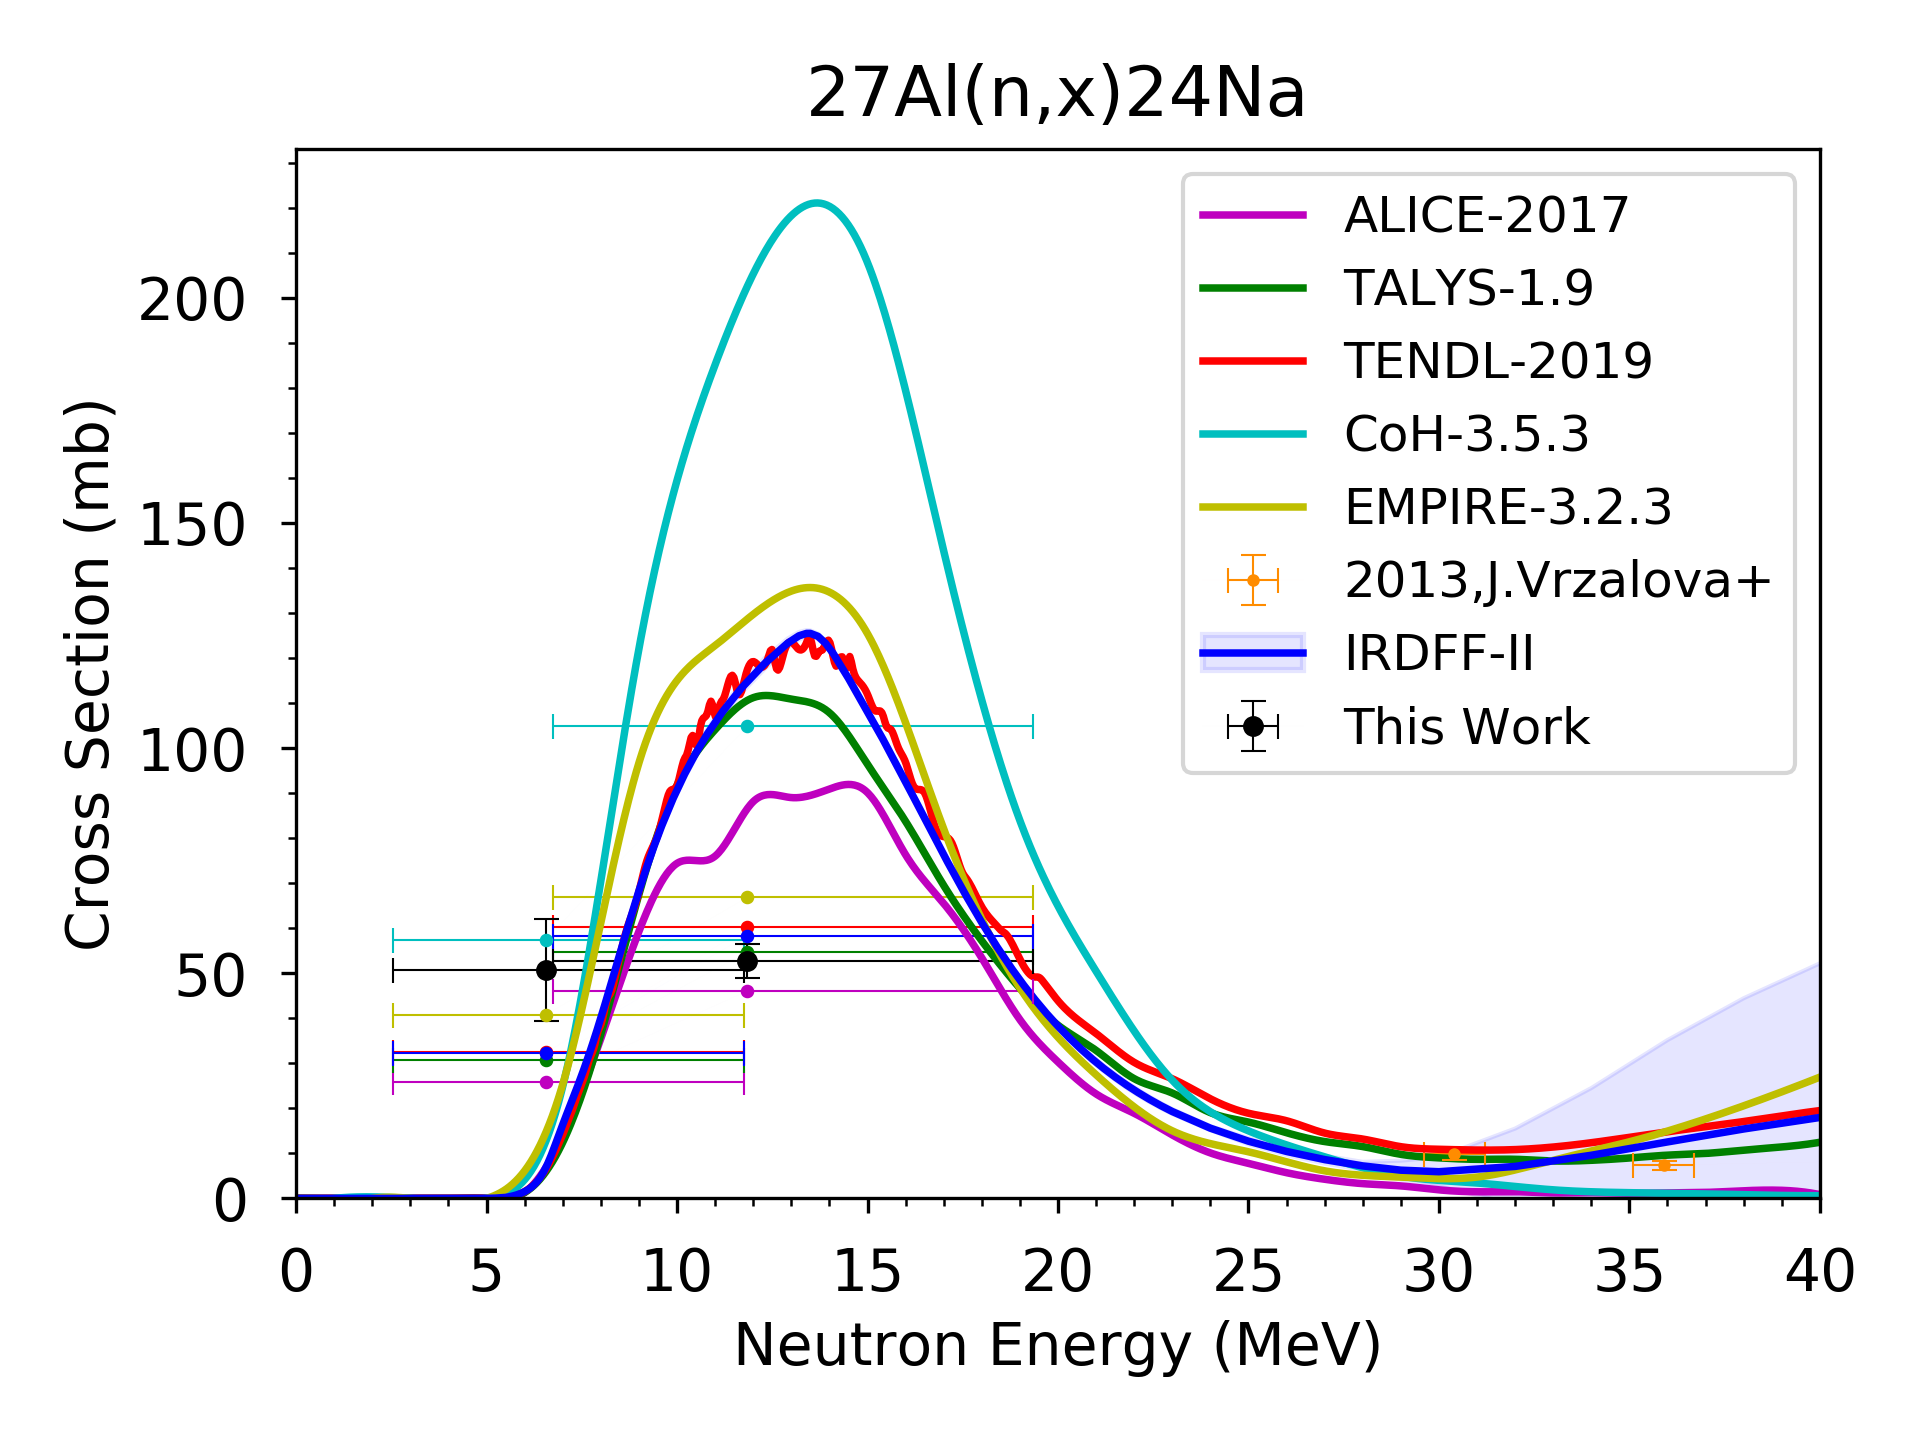 27Al(n,x)24Na
Cross Section (mb)
200
150
100
50
0
ALICE-2017
TALYS-1.9
TENDL-2019
CoH-3.5.3
EMPIRE-3.2.3
2013,J.Vrzalova+
IRDFF-II
This Work
0 5 10 15 20 25 30 35 40
Neutron Energy (MeV)